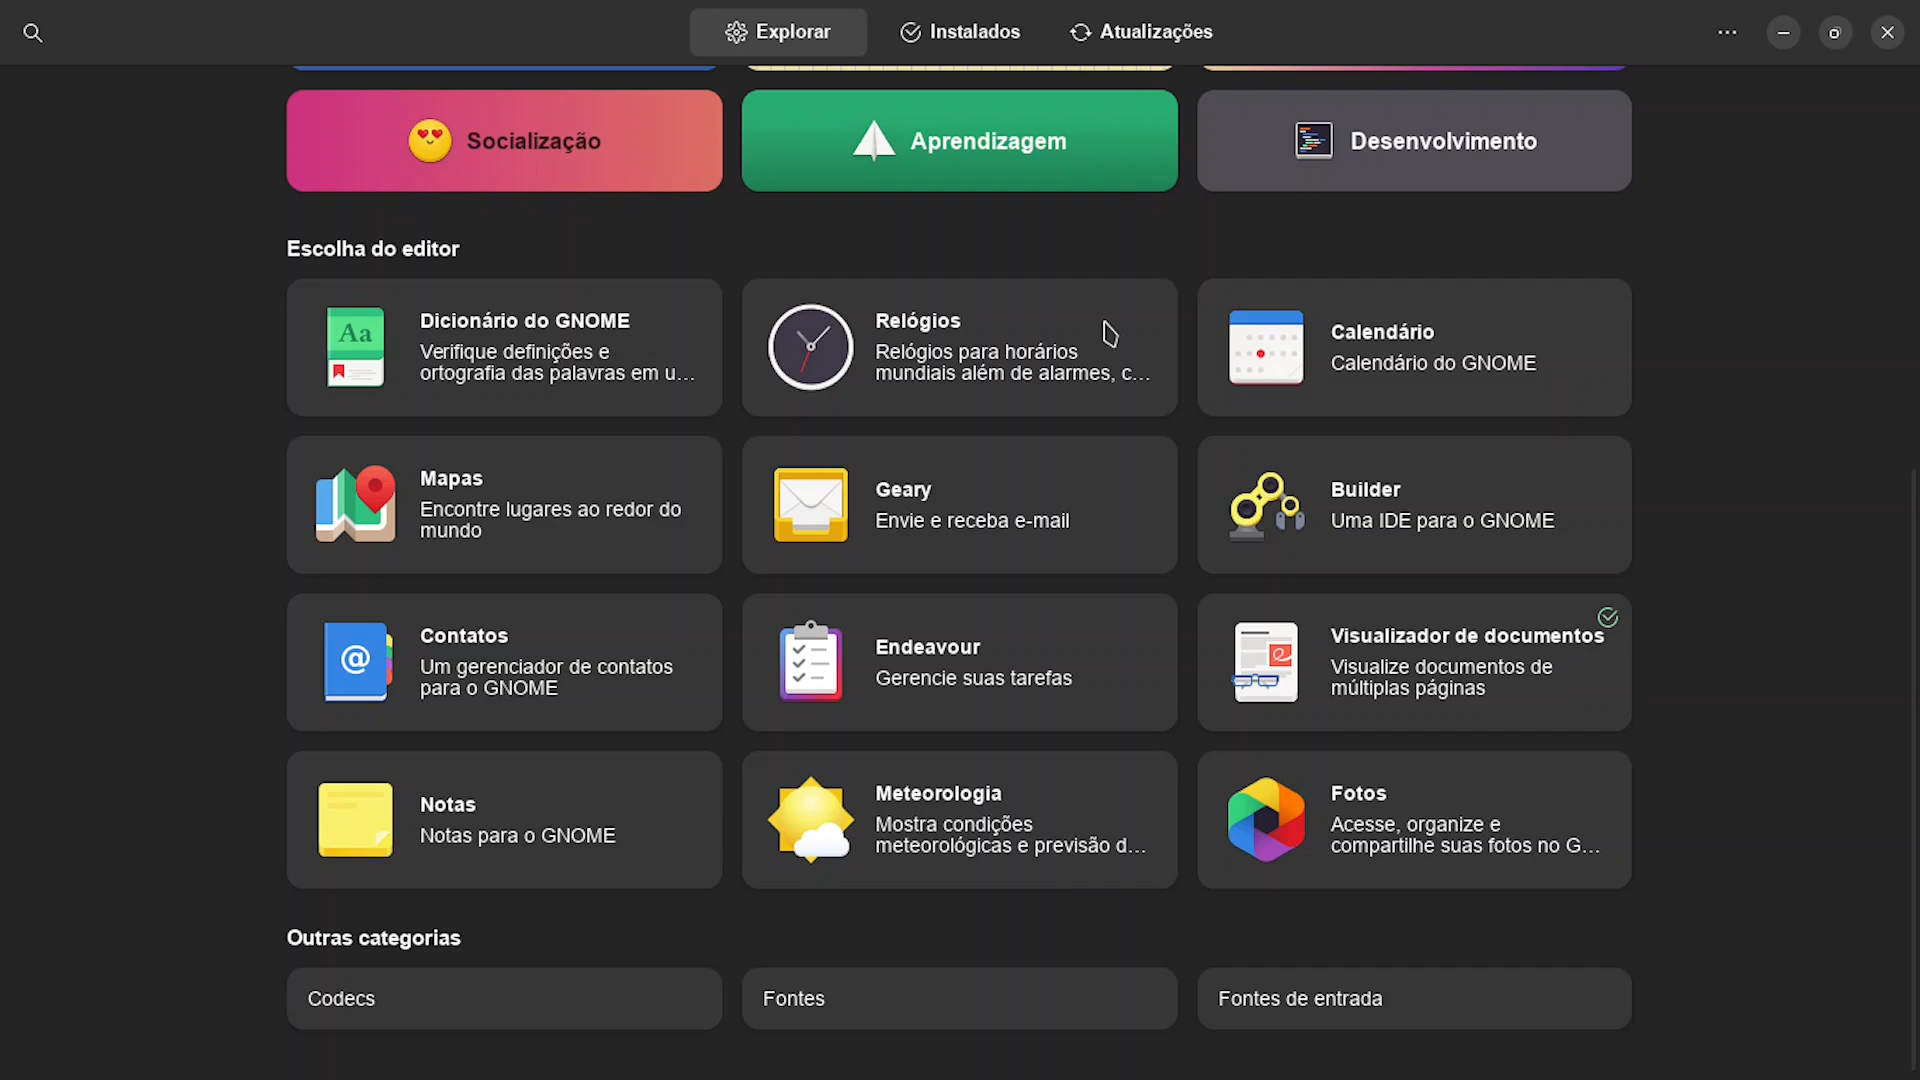 Explorar
Instalados
Atualizações
Socialização
Aprendizagem
Desenvolvimento
Escolha do editor
Dicionário do GNOME
Verifique definições e
ortografia das palavras em u...
Relógios
Relógios para horários
mundiais além de alarmes, c...
Calendário
Calendário do GNOME
Mapas
Encontre lugares ao redor do
mundo
Geary
Envie e receba e-mail
Builder
Uma IDE para o GNOME
Contatos
Um gerenciador de contatos
para o GNOME
Endeavour
Gerencie suas tarefas
Visualizador de documentos
Visualize documentos de
múltiplas páginas
Notas
Notas para o GNOME
Meteorologia
Mostra condições
meteorológicas e previsão d...
Fotos
Acesse, organize e
compartilhe suas fotos no G...
Outras categorias
Codecs
Fontes
Fontes de entrada